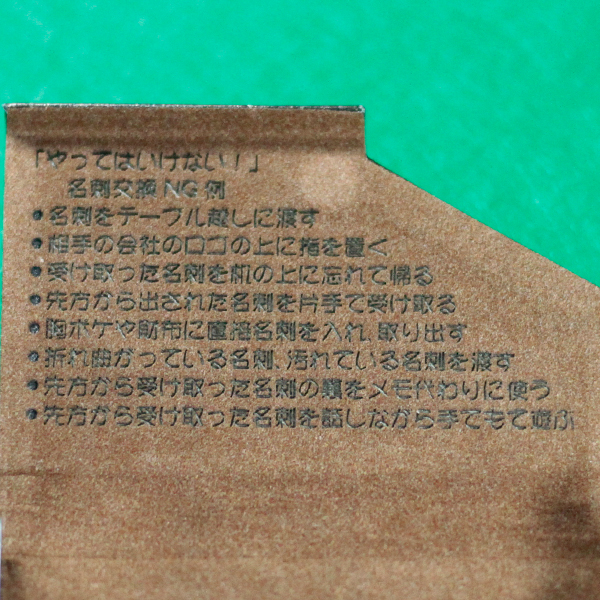 「やってはいけない！」
名刺交換NG例
•名刺をテーブル越しに渡す
•相手の会社のロゴの上に指を置く
•受け取った名刺を机の上に忘れて帰る
•先方から出された名刺を片手で受け取る
•胸ポケや財布に直接名刺を入れ、取り出す
•折れ曲がっている名刺、汚れている名刺を渡す
•先方から受け取った名刺の類をメモ代わりに使う
•先方から受け取った名刺を話しながら手でもて遊ぶ